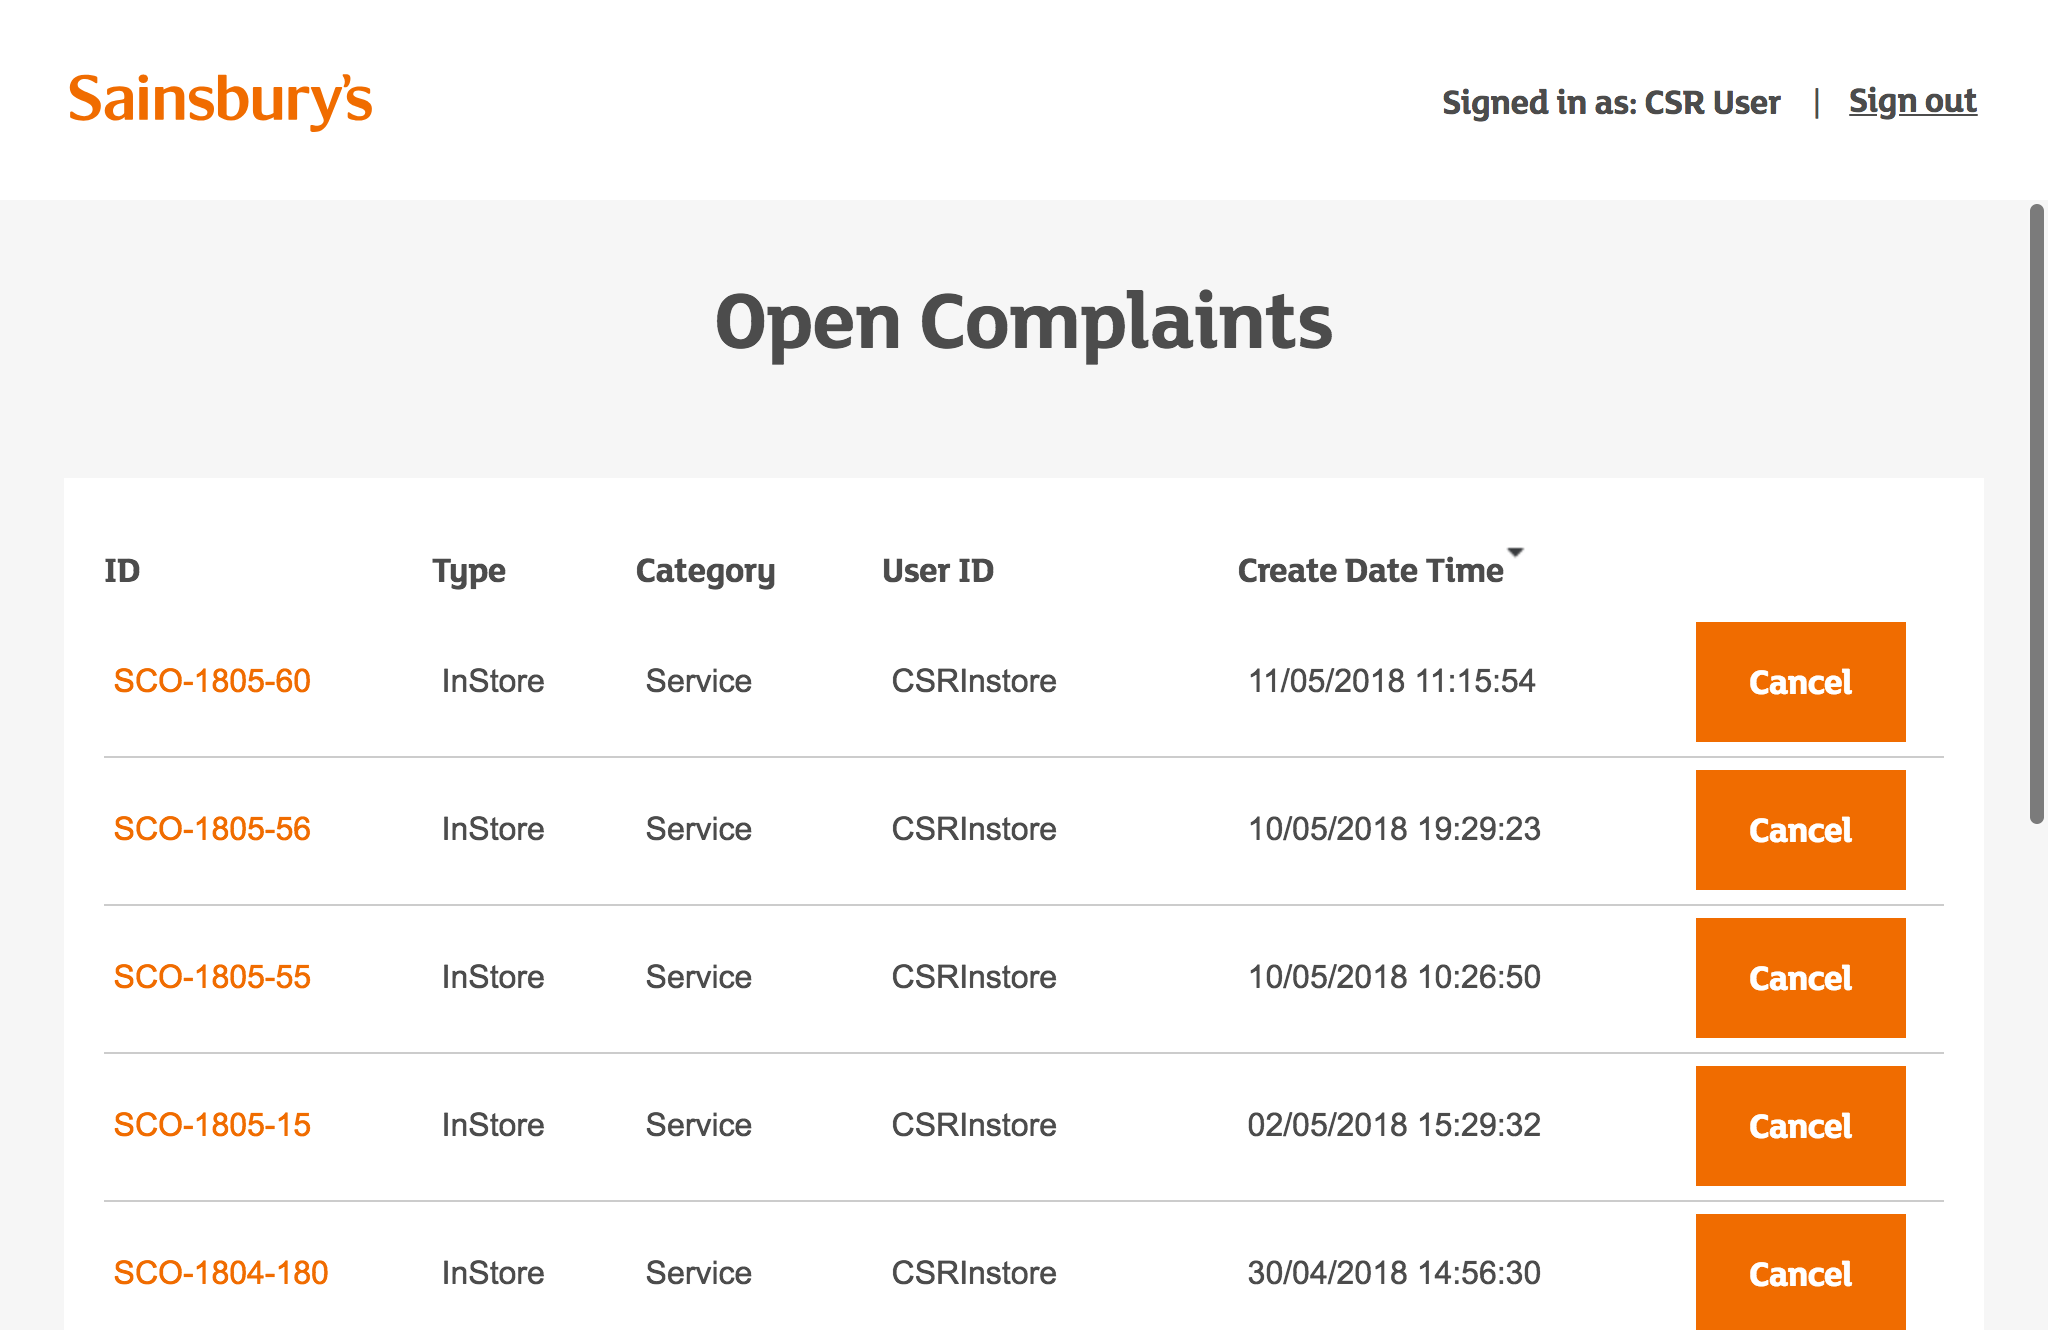 Sainsbury's
Signed in as: CSR User | Sign out
Open Complaints
ID Type Category User ID Create Date Time
SCO-1805-60 InStore Service CSRInstore 11/05/2018 11:15:54 Cancel
SCO-1805-56 InStore Service CSRInstore 10/05/2018 19:29:23 Cancel
SCO-1805-55 InStore Service CSRInstore 10/05/2018 10:26:50 Cancel
SCO-1805-15 InStore Service CSRInstore 02/05/2018 15:29:32 Cancel
SCO-1804-180 InStore Service CSRInstore 30/04/2018 14:56:30 Cancel